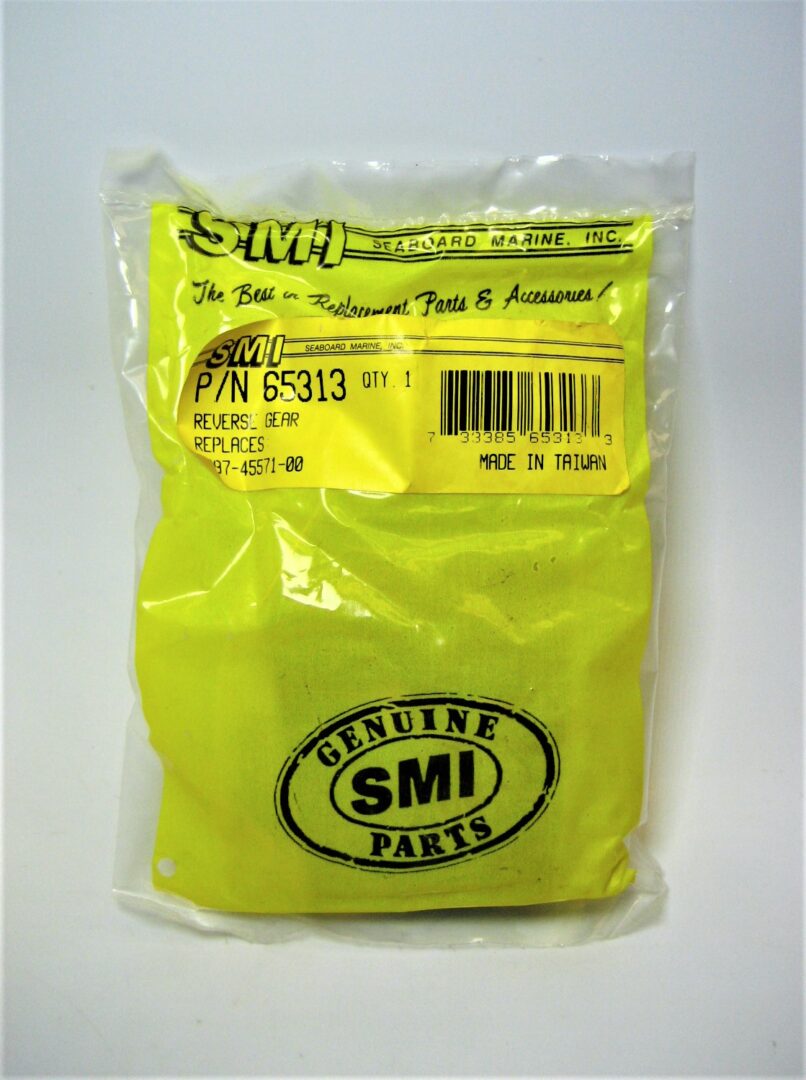 SMI SEABOARD MARINE, INC.
The Best in Replacement Parts & Accessories!
SMI SEABOARD MARINE, INC.
P/N 65313 QTY. 1
REVERSE GEAR
REPLACES
97-45571-00
7 33385 65313 3
MADE IN TAIWAN
GENUINE
SMI
PARTS